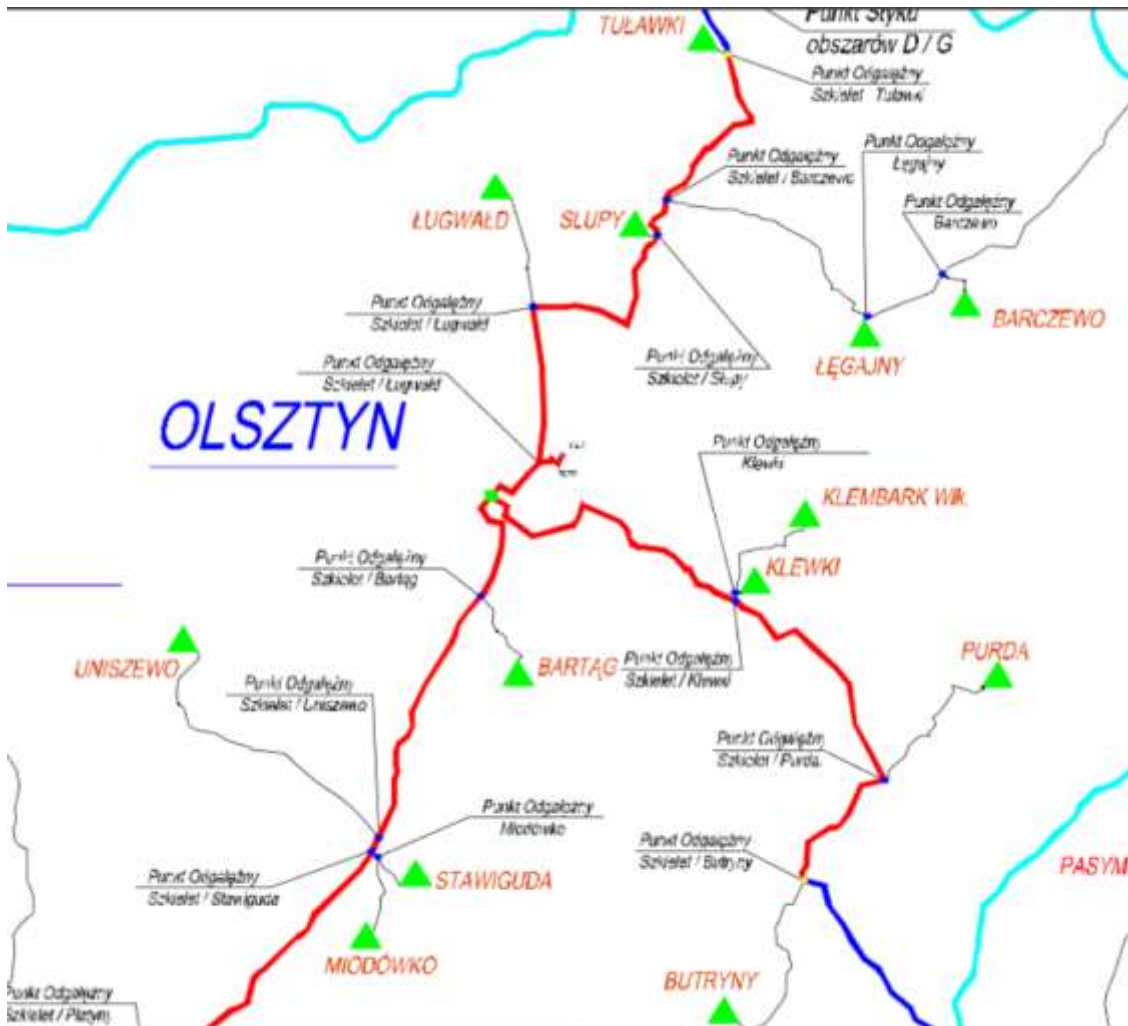 TUŁAWKI
Punkt Styku
obszarów D / G
Punkt Odgałęźny
Szkielet Tuławki
Punkt Odgałęźny
Szkielet / Barczewo
Punkt Odgałęźny
Łęgajny
Punkt Odgałęźny
Barczewo
ŁUGWAŁD
SŁUPY
BARCZEWO
ŁĘGAJNY
Punkt Odgałęźny
Szkielet / Ługwałd
Punkt Odgałęźny
Szkielet / Słupy
Punkt Odgałęźny
Szkielet / Ługwałd
OLSZTYN
Punkt Odgałęźny
Klewki
KLEMBARK Wlk.
KLEWKI
Punkt Odgałęźny
Szkielet / Bartąg
UNISZEWO
BARTĄG
Punkt Odgałęźny
Szkielet / Klewki
PURDA
Punkt Odgałęźny
Szkielet / Uniszewo
Punkt Odgałęźny
Szkielet / Purda
Punkt Odgałęźny
Miodówko
Punkt Odgałęźny
Szkielet / Butryny
PASYM
Punkt Odgałęźny
Szkielet / Stawiguda
STAWIGUDA
MIODÓWKO
BUTRYNY
Punkt Odgałęźny
Szkielet /